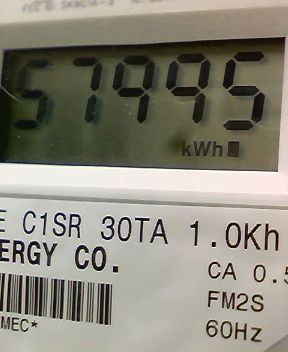 57995
kWh
E C1SR 30TA 1.0Kh
ERGY CO.
CA 0.5
FM2S
MEC*
60Hz